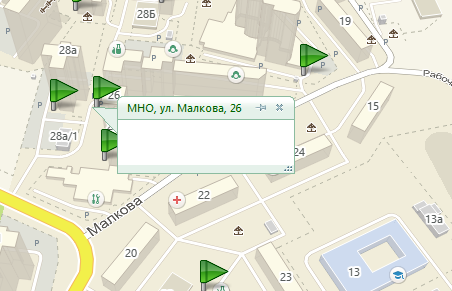 28Б
19
28а
P
P
P
Рабоч
26
МНО, ул. Малкова, 26
15
28а/1
24
22
Малкова
13а
P
20
13
23